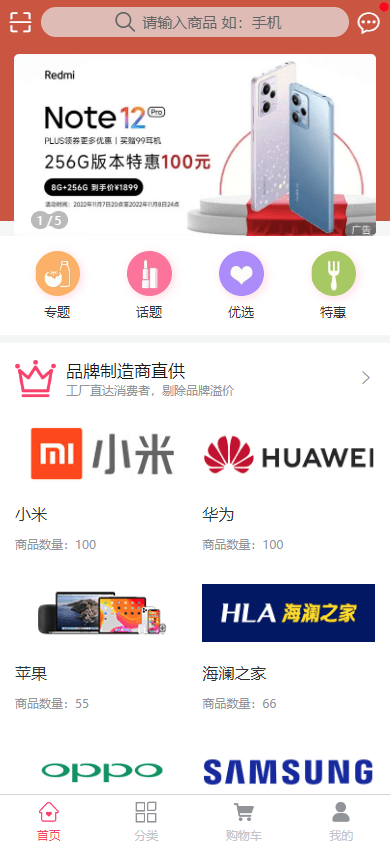 请输入商品 如：手机
Redmi
Note 12 Pro
PLUS领券更多优惠 | 买赠99耳机
256G版本特惠100元
8G+256G 到手价¥1899
活动时间：2022年11月7日20点至2022年11月8日24点
1/5
广告
专题 话题 优选 特惠
品牌制造商直供
工厂直达消费者，剔除品牌溢价
mi 小米 HUAWEI
小米 华为
商品数量：100 商品数量：100
HLA 海澜之家
苹果 海澜之家
商品数量：55 商品数量：66
oppo SAMSUNG
首页 分类 购物车 我的